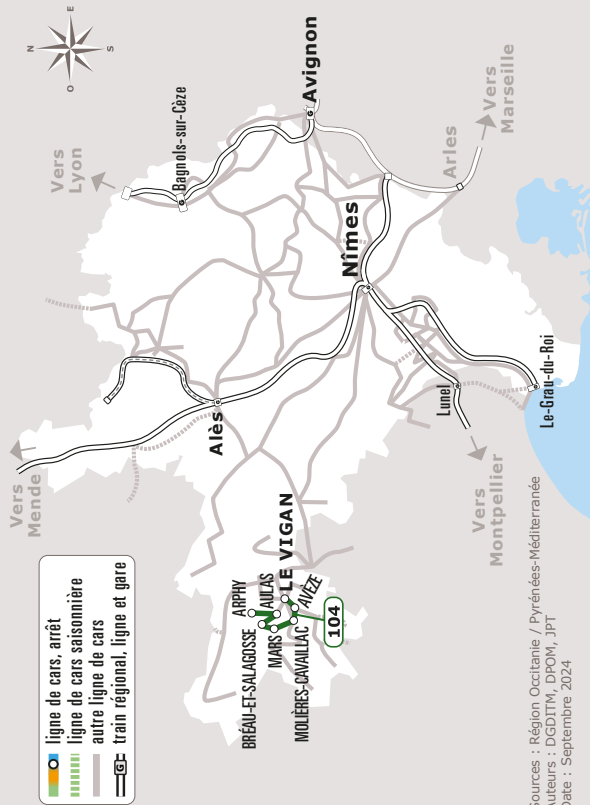 N
E
S
O
Vers
Lyon
Bagnols-sur-Cèze
Avignon
Vers
Marseille
Arles
Nîmes
Vers
Mende
Alès
Lunel
Le-Grau-du-Roi
Vers
Montpellier
ARPHY
AULAS
LE VIGAN
AVÈZE
BRÉAU-ET-SALAGOSSE
MARS
MOLIÈRES-CAVAILLAC
104
ligne de cars, arrêt
ligne de cars saisonnière
autre ligne de cars
G train régional, ligne et gare
G
G
Sources : Région Occitanie / Pyrénées-Méditerranée
Auteurs : DGDITM, DPOM, JPT
Date : Septembre 2024